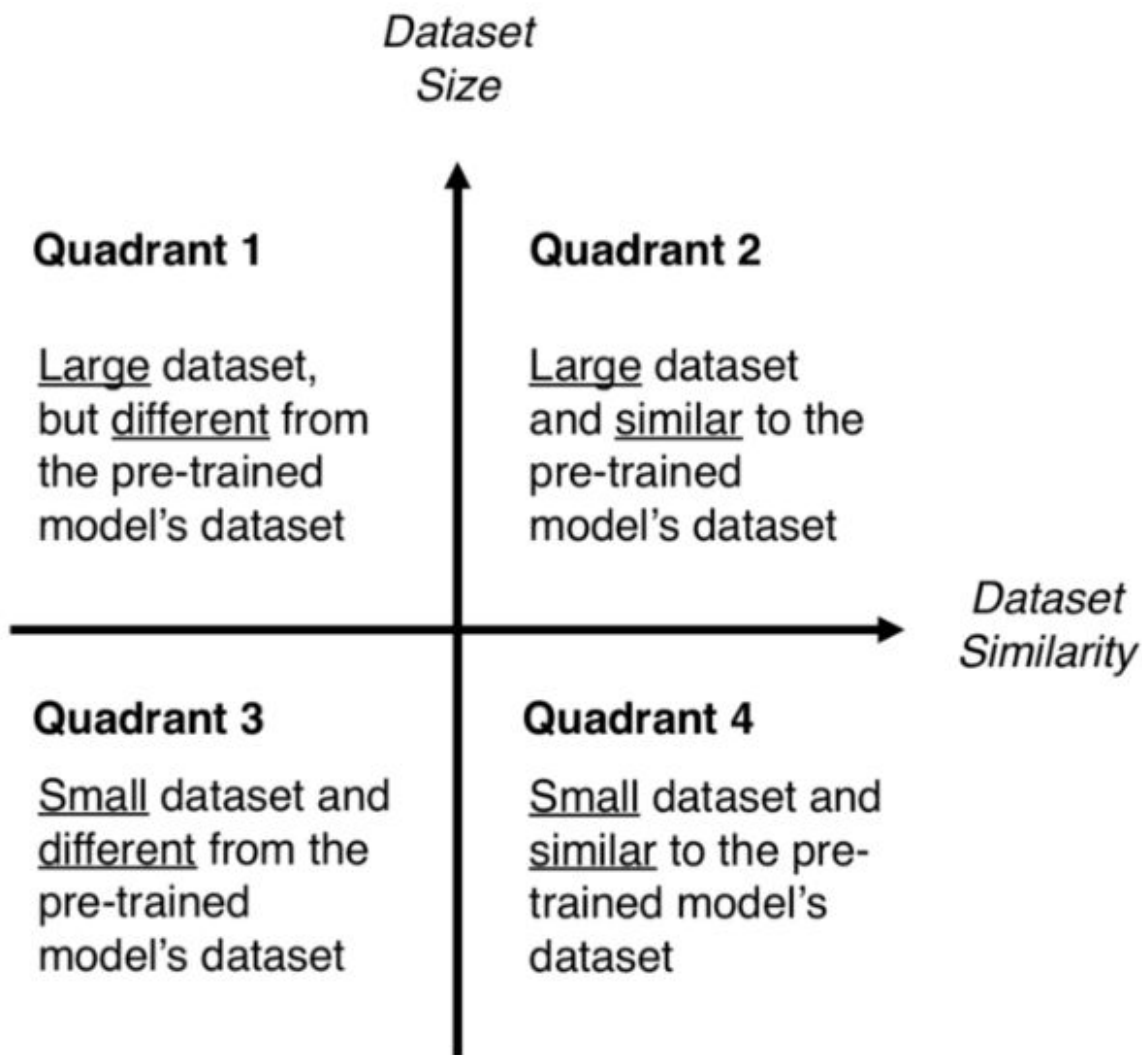 Dataset
Size
Quadrant 1
Large dataset,
but different from
the pre-trained
model's dataset
Quadrant 2
Large dataset
and similar to the
pre-trained
model's dataset
Dataset
Similarity
Quadrant 3
Small dataset and
different from the
pre-trained
model's dataset
Quadrant 4
Small dataset and
similar to the pre-
trained model's
dataset